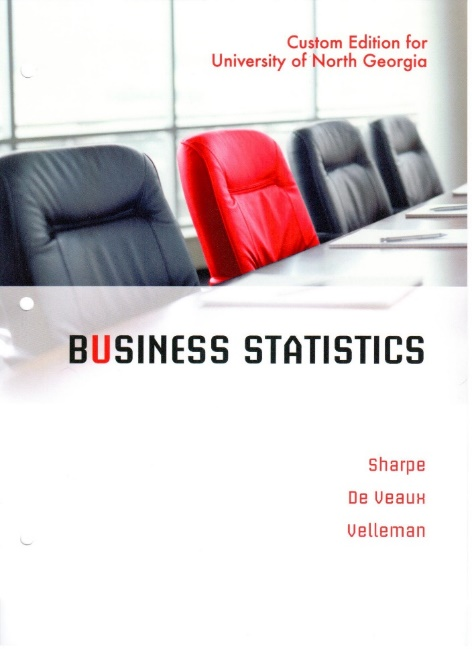 Custom Edition for
University of North Georgia
BUSINESS STATISTICS
Sharpe
De Veaux
Velleman